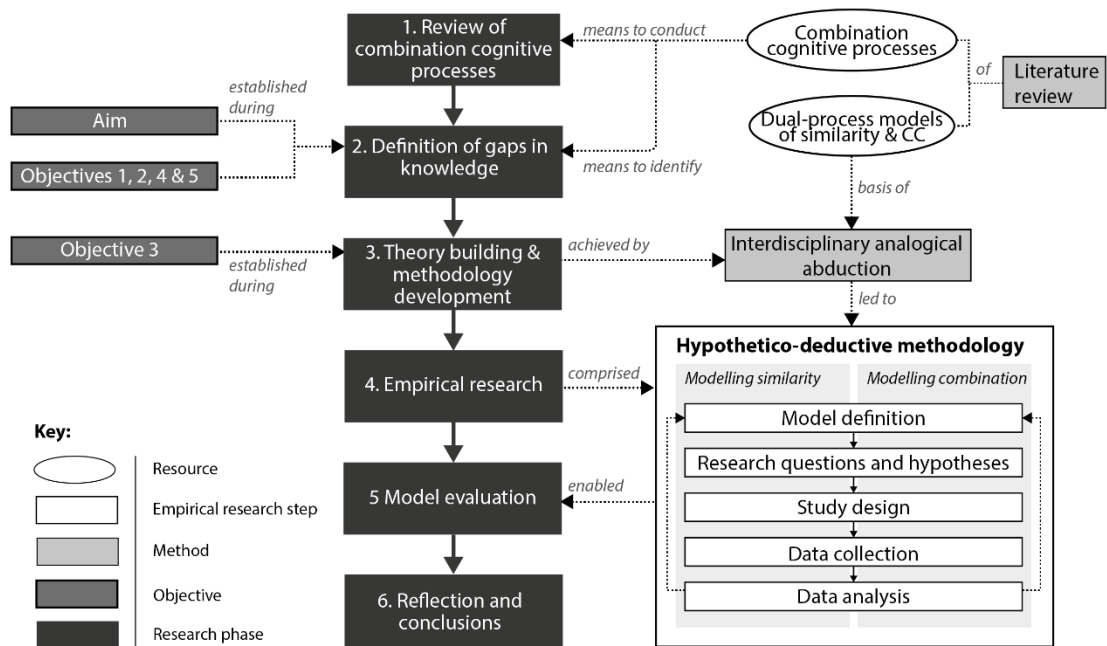 1. Review of
combination cognitive
processes
means to conduct
Combination
cognitive processes
of
Literature
review
established
during
Aim
Objectives 1, 2, 4 & 5
2. Definition of gaps in
knowledge
means to identify
Dual-process models
of similarity & CC
basis of
Objective 3
established
during
3. Theory building &
methodology
development
achieved by
Interdisciplinary analogical
abduction
led to
4. Empirical research
comprised
Hypothetico-deductive methodology
Modelling similarity
Modelling combination
Model definition
Research questions and hypotheses
Study design
Data collection
Data analysis
5 Model evaluation
enabled
6. Reflection and
conclusions
Key:
Resource
Empirical research step
Method
Objective
Research phase